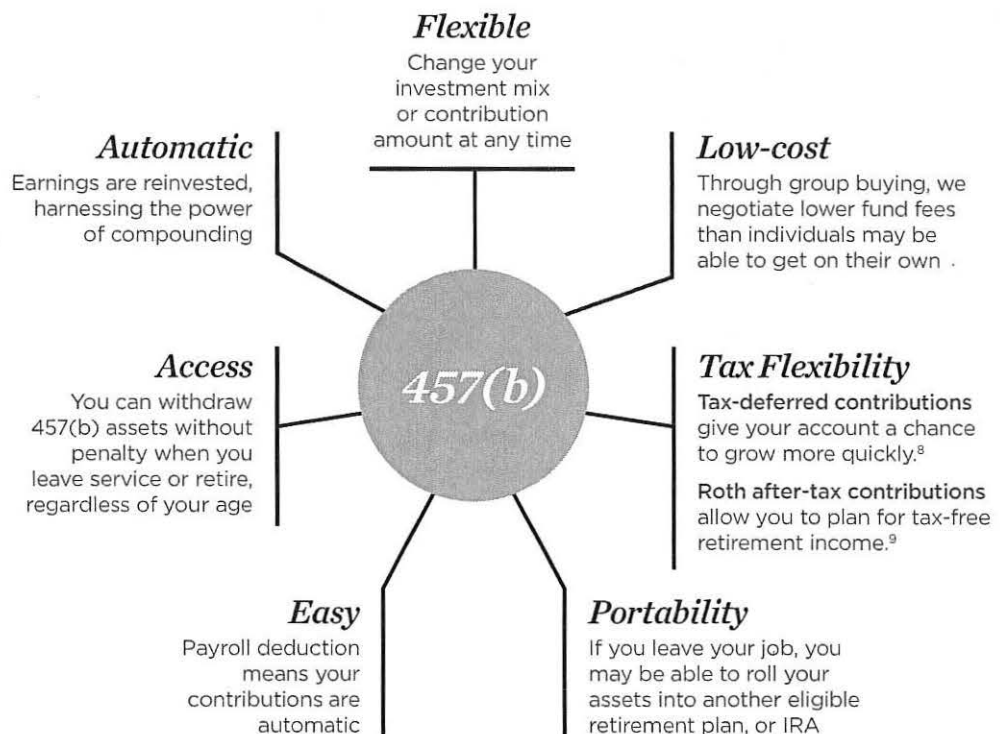 Flexible
Change your
investment mix
or contribution
amount at any time
Automatic
Earnings are reinvested,
harnessing the power
of compounding
Low-cost
Through group buying, we
negotiate lower fund fees
than individuals may be
able to get on their own
457(b)
Access
You can withdraw
457(b) assets without
penalty when you
leave service or retire,
regardless of your age
Tax Flexibility
Tax-deferred contributions
give your account a chance
to grow more quickly.⁸
Roth after-tax contributions
allow you to plan for tax-free
retirement income.⁹
Easy
Payroll deduction
means your
contributions are
automatic
Portability
If you leave your job, you
may be able to roll your
assets into another eligible
retirement plan, or IRA